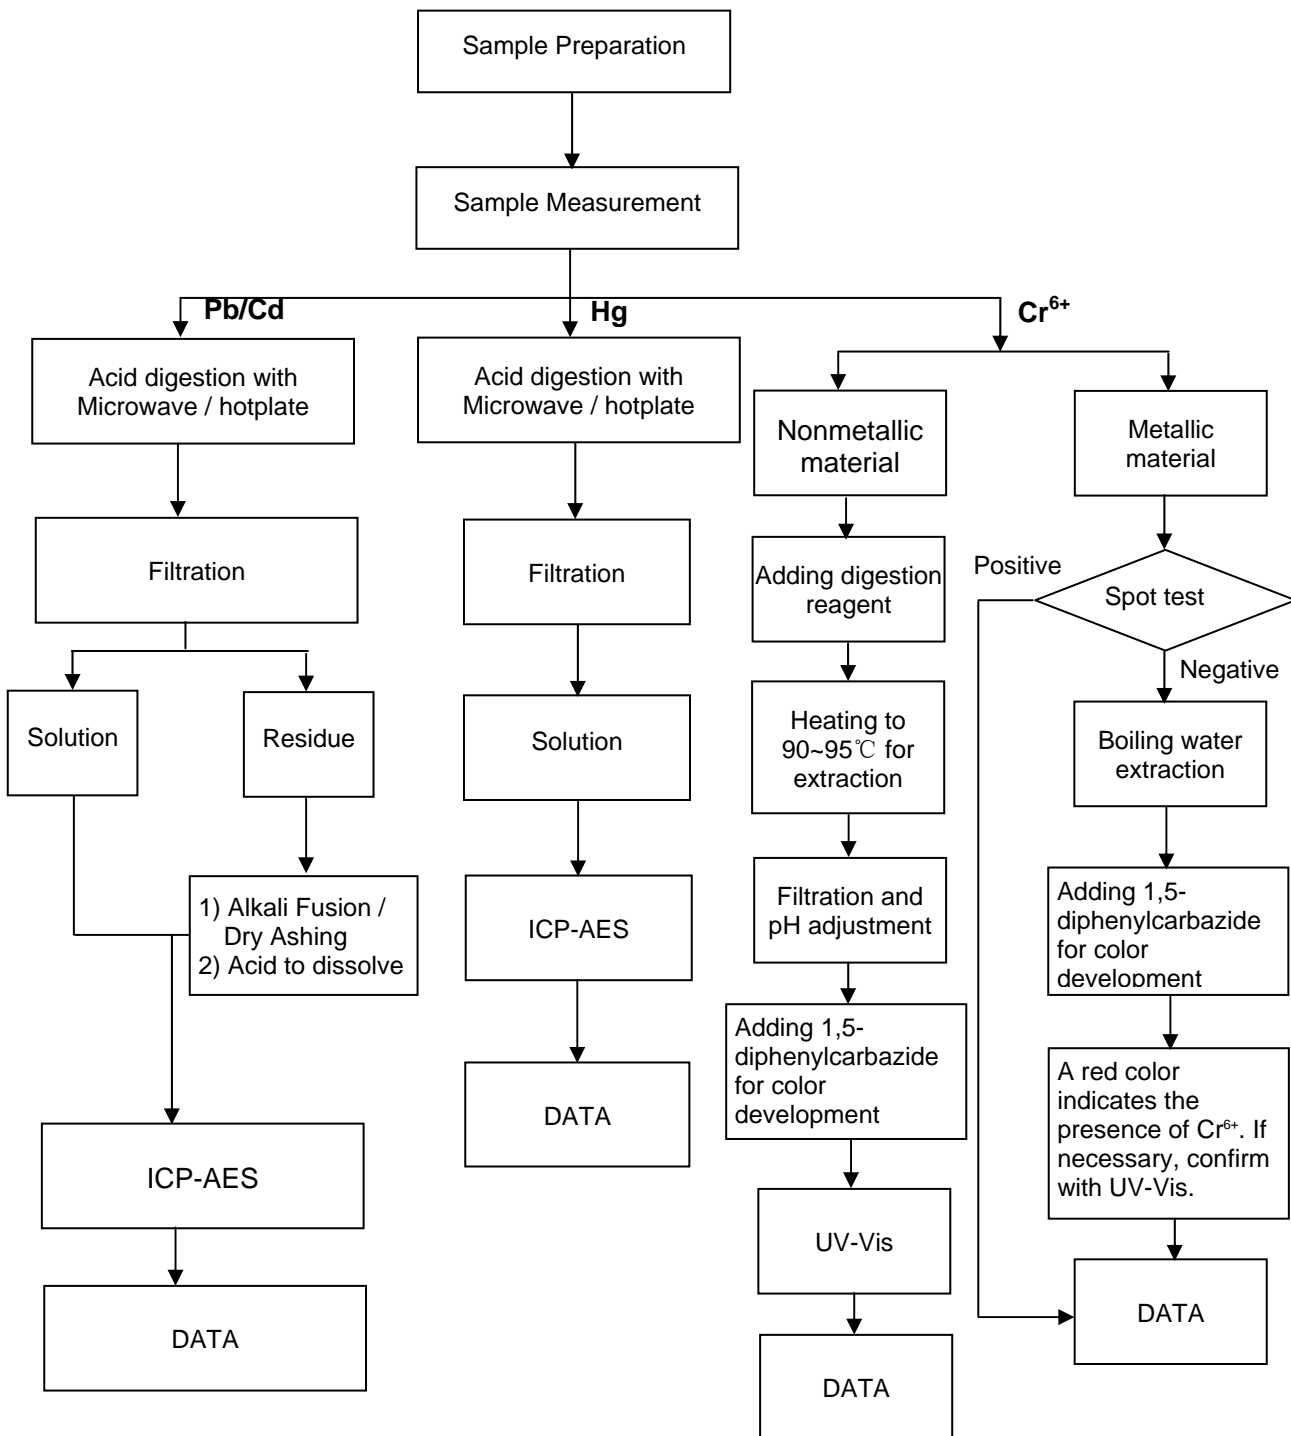 Sample Preparation
Sample Measurement
Pb/Cd
Hg
Cr⁶⁺
Acid digestion with
Microwave / hotplate
Filtration
Solution
Residue
1) Alkali Fusion /
Dry Ashing
2) Acid to dissolve
ICP-AES
DATA
Acid digestion with
Microwave / hotplate
Filtration
Solution
ICP-AES
DATA
Nonmetallic
material
Adding digestion
reagent
Heating to
90~95℃ for
extraction
Filtration and
pH adjustment
Adding 1,5-
diphenylcarbazide
for color
development
UV-Vis
DATA
Metallic
material
Positive
Spot test
Negative
Boiling water
extraction
Adding 1,5-
diphenylcarbazide
for color
development
A red color
indicates the
presence of Cr⁶⁺. If
necessary, confirm
with UV-Vis.
DATA